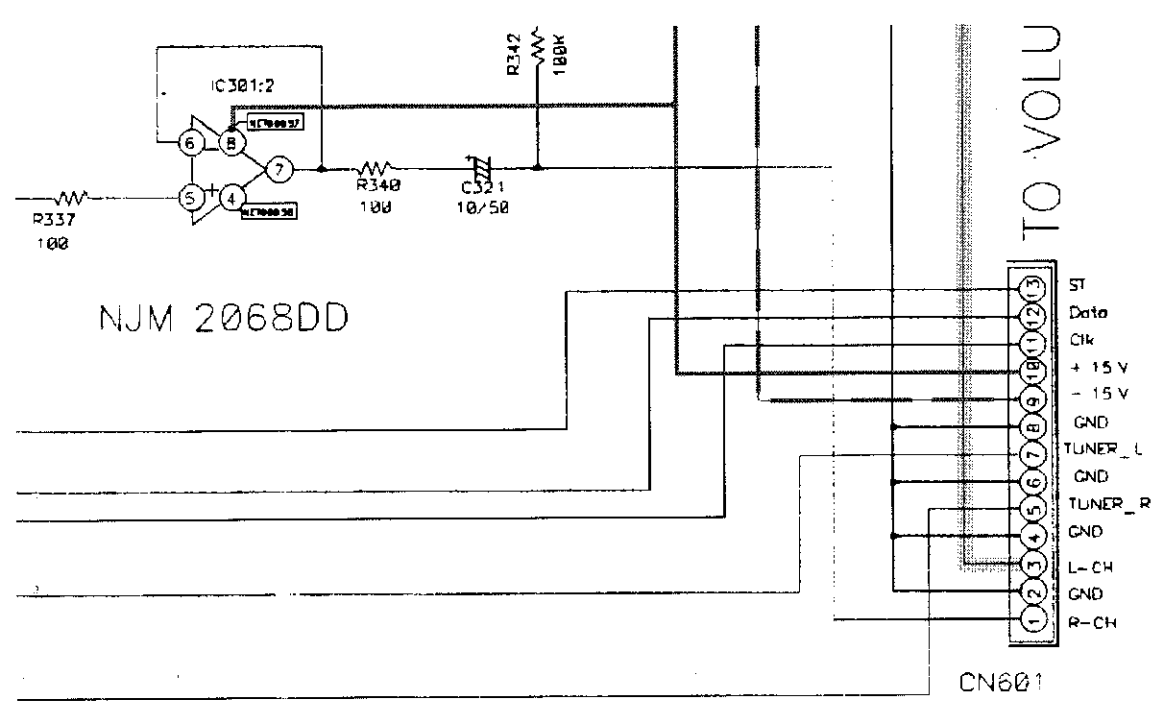 R342
100K
TO VOLU
IC301:2
6
8
7
5
+
4
R337
100
R340
100
+
C321
10/50
NJM 2068DD
13 ST
12 Data
11 Clk
10 + 15 V
9 - 15 V
8 GND
7 TUNER_L
6 GND
5 TUNER_R
4 GND
3 L-CH
2 GND
1 R-CH
CN601